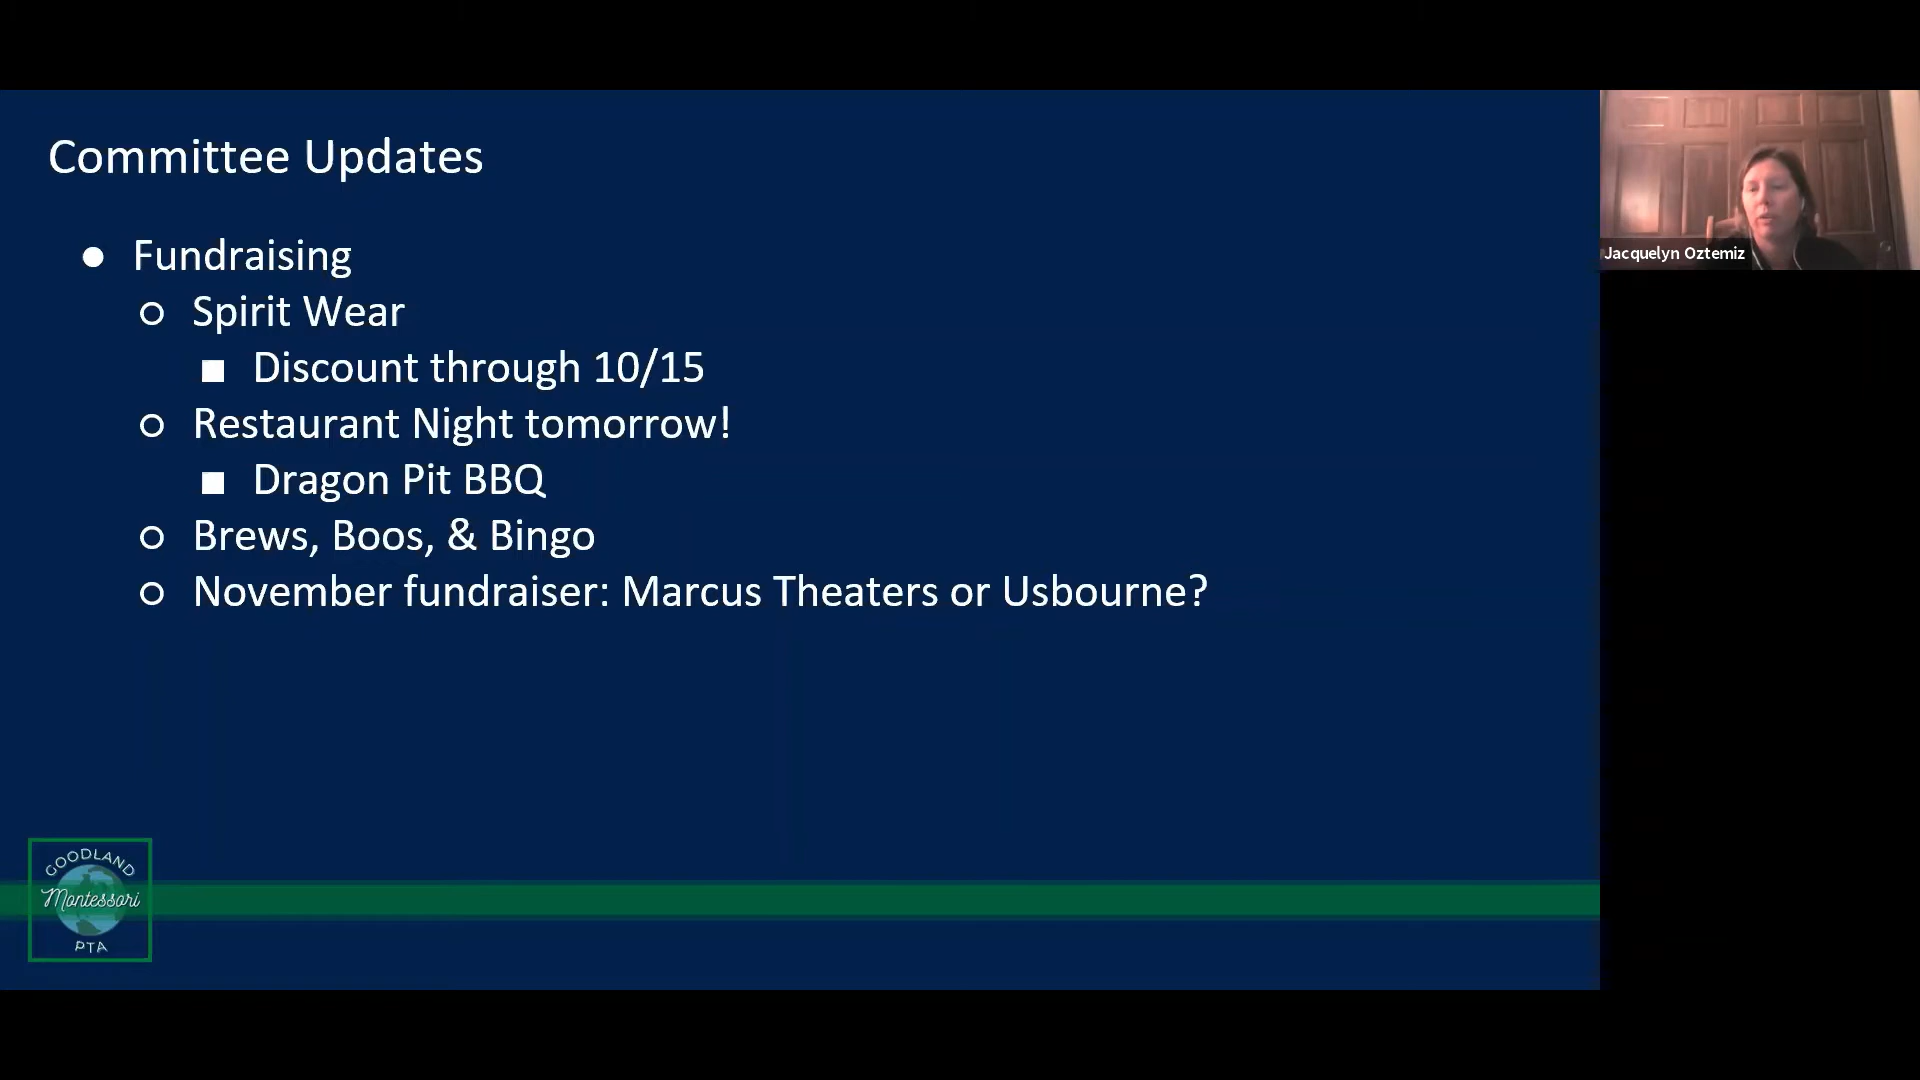 Committee Updates
● Fundraising
○ Spirit Wear
■ Discount through 10/15
○ Restaurant Night tomorrow!
■ Dragon Pit BBQ
○ Brews, Boos, & Bingo
○ November fundraiser: Marcus Theaters or Usbourne?
Jacquelyn Oztemiz
GOODLAND
Montessori
PTA